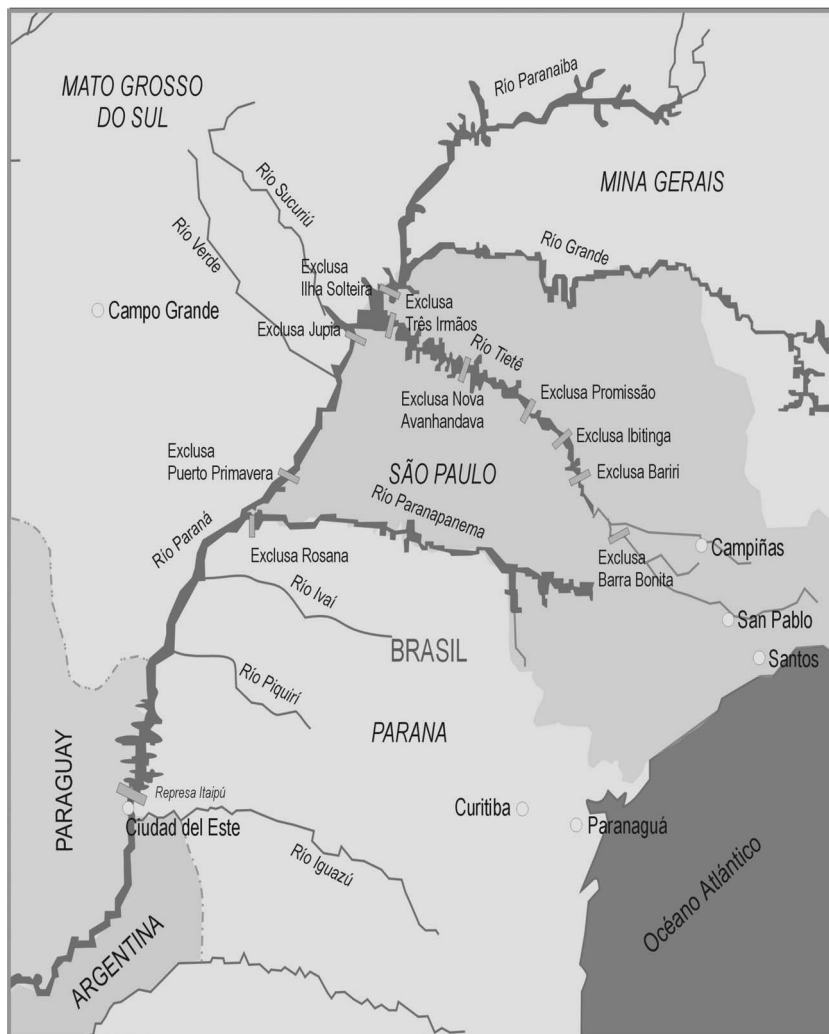 Río Paranaiba
MATO GROSSO
DO SUL
MINA GERAIS
Río Sucuriú
Río Verde
Río Grande
Exclusa
Ilha Solteira
Exclusa
Três Irmãos
Campo Grande
Exclusa Jupia
Río Tietê
Exclusa Nova
Avanhandava
Exclusa Promissão
Exclusa Ibitinga
Exclusa Bariri
Exclusa
Puerto Primavera
SÃO PAULO
Río Paranapanema
Río Paraná
Exclusa Rosana
Campiñas
Exclusa
Barra Bonita
Río Ivaí
San Pablo
BRASIL
Santos
Río Piquirí
PARANA
PARAGUAY
Represa Itaipú
Ciudad del Este
Curitiba
Paranaguá
Río Iguazú
Océano Atlántico
ARGENTINA